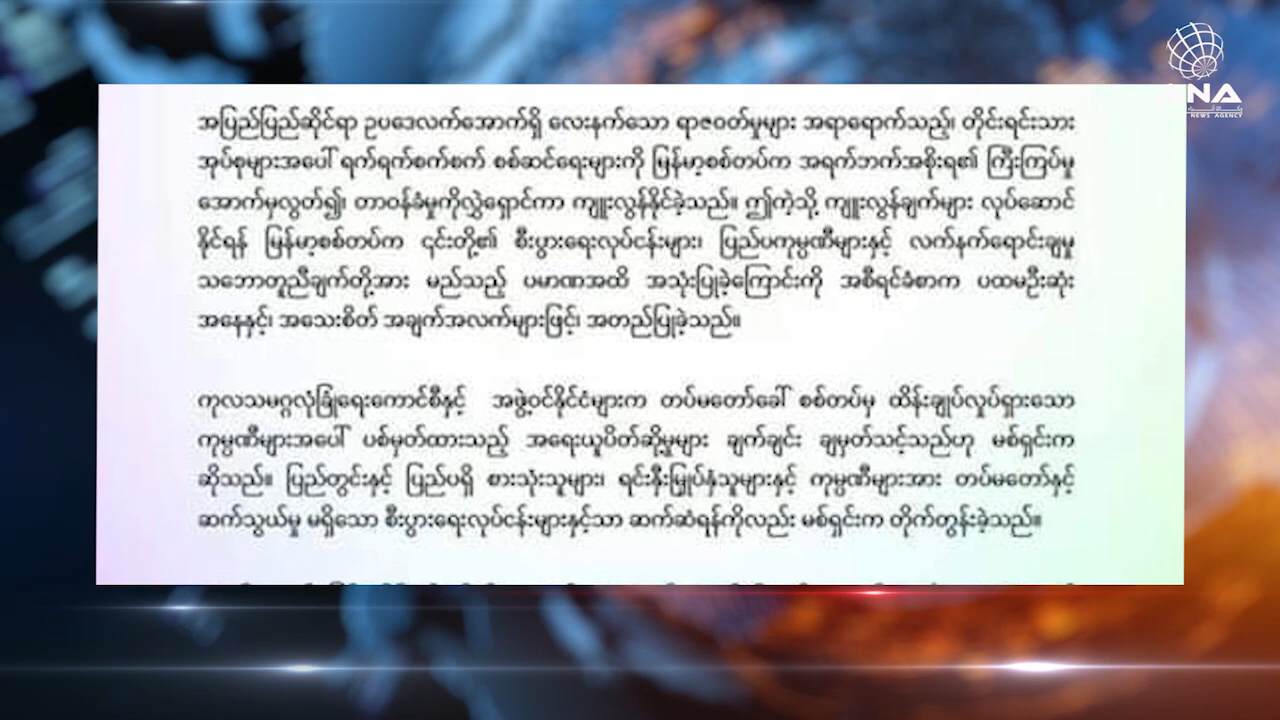 NA
NEWS AGENCY
အပြည်ပြည်ဆိုင်ရာ ဥပဒေလက်အောက်ရှိ လေးနက်သော ရာဇဝတ်မှုများ အရာရောက်သည့်၊ တိုင်းရင်းသား
အုပ်စုများအပေါ် ရက်ရက်စက်စက် စစ်ဆင်ရေးများကို မြန်မာ့စစ်တပ်က အရက်ဘက်အစိုးရ၏ ကြီးကြပ်မှု
အောက်မှလွတ်၍၊ တာဝန်ခံမှုကိုလွှဲရှောင်ကာ ကျူးလွန်နိုင်ခဲ့သည်။ ဤကဲ့သို့ ကျူးလွန်ချက်များ လုပ်ဆောင်
နိုင်ရန် မြန်မာ့စစ်တပ်က ၎င်းတို့၏ စီးပွားရေးလုပ်ငန်းများ၊ ပြည်ပကုမ္ပဏီများနှင့် လက်နက်ရောင်းချမှု
သဘောတူညီချက်တို့အား မည်သည့် ပမာဏအထိ အသုံးပြုခဲ့ကြောင်းကို အစီရင်ခံစာက ပထမဦးဆုံး
အနေနှင့်၊ အသေးစိတ် အချက်အလက်များဖြင့်၊ အတည်ပြုခဲ့သည်။
ကုလသမဂ္ဂလုံခြုံရေးကောင်စီနှင့် အဖွဲ့ဝင်နိုင်ငံများက တပ်မတော်ခေါ် စစ်တပ်မှ ထိန်းချုပ်လှုပ်ရှားသော
ကုမ္ပဏီများအပေါ် ပစ်မှတ်ထားသည့် အရေးယူပိတ်ဆို့မှုများ ချက်ချင်း ချမှတ်သင့်သည်ဟု မစ်ရှင်းက
ဆိုသည်။ ပြည်တွင်းနှင့် ပြည်ပရှိ စားသုံးသူများ၊ ရင်းနှီးမြှုပ်နှံသူများနှင့် ကုမ္ပဏီများအား တပ်မတော်နှင့်
ဆက်သွယ်မှု မရှိသော စီးပွားရေးလုပ်ငန်းများနှင့်သာ ဆက်ဆံရန်ကိုလည်း မစ်ရှင်းက တိုက်တွန်းခဲ့သည်။